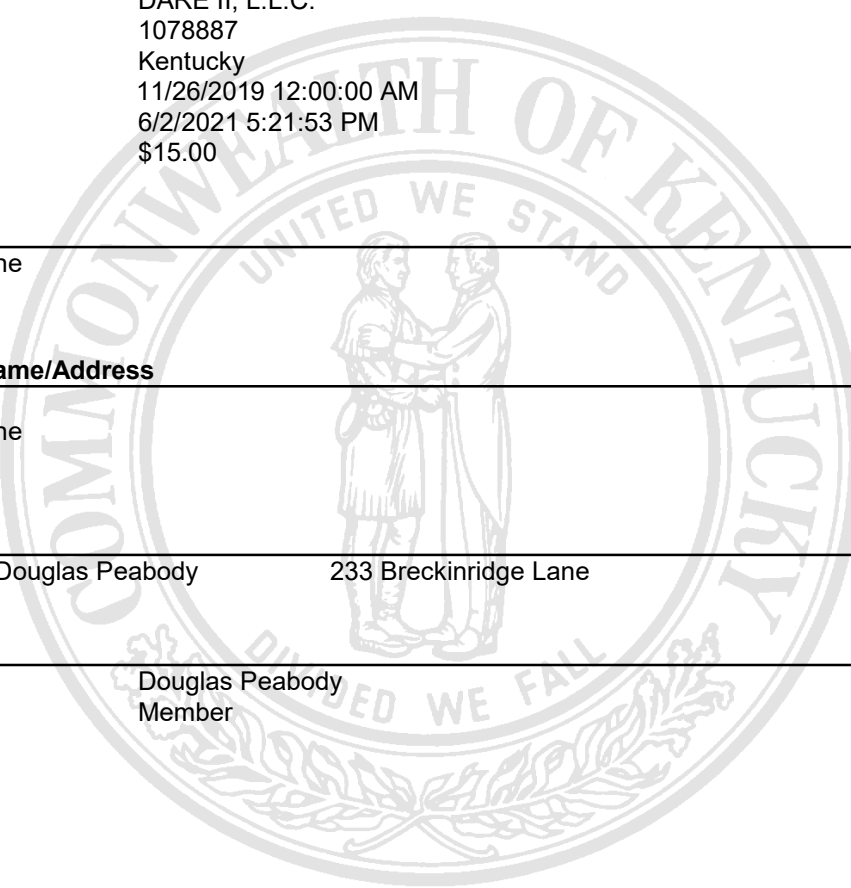 DARE II, L.L.C.
1078887
Kentucky
11/26/2019 12:00:00 AM
6/2/2021 5:21:53 PM
$15.00
COMMONWEALTH OF KENTUCKY
UNITED WE STAND
ne
ame/Address
ne
Douglas Peabody 233 Breckinridge Lane
DIVIDED WE FALL
Douglas Peabody
Member